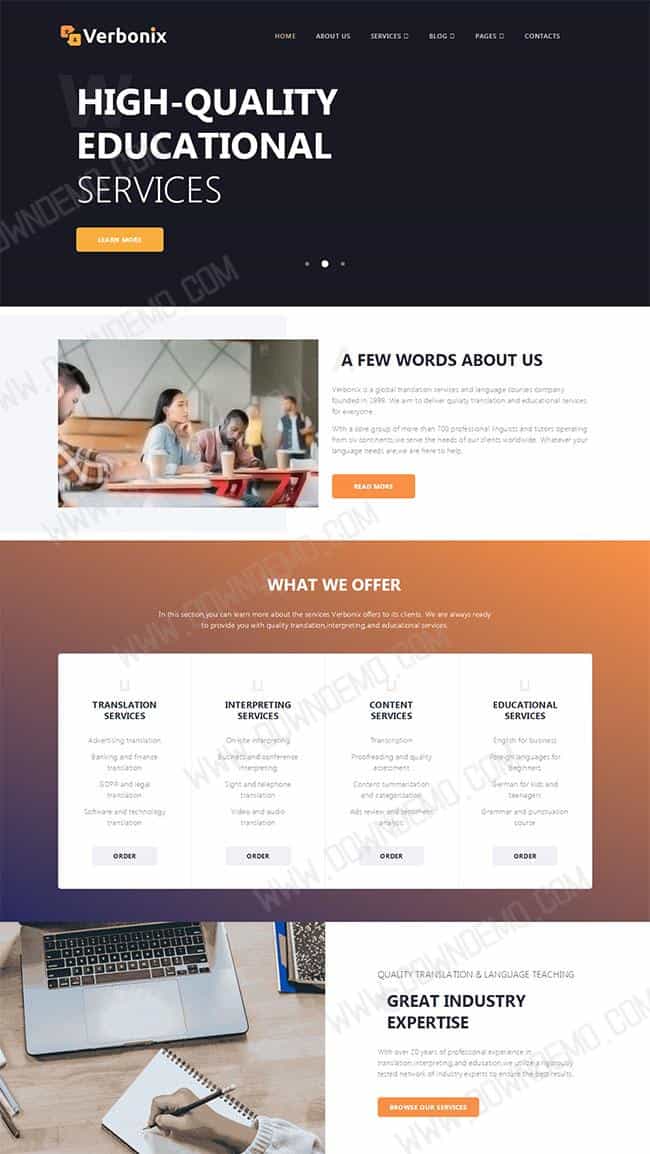 Verbonix
HOME ABOUT US SERVICES BLOG PAGES CONTACTS
HIGH-QUALITY
EDUCATIONAL
SERVICES
LEARN MORE
A FEW WORDS ABOUT US
Verbonix is a global translation services and language courses company
founded in 1999. We aim to deliver quality translation and educational services
for everyone.
With a core group of more than 700 professional linguists and tutors operating
from six continents,we serve the needs of our clients worldwide. Whatever your
language needs are,we are here to help.
READ MORE
WHAT WE OFFER
In this section,you can learn more about the services Verbonix offers to its clients. We are always ready
to provide you with quality translation,interpreting,and educational services.
TRANSLATION
SERVICES
Advertising translation
Banking and finance
translation
GDPR and legal
translation
Software and technology
translation
ORDER
INTERPRETING
SERVICES
On-site interpreting
Business and conference
interpreting
Sight and telephone
translation
Video and audio
translation
ORDER
CONTENT
SERVICES
Transcription
Proofreading and quality
assessment
Content summarization
and categorization
Ads review and sentiment
analysis
ORDER
EDUCATIONAL
SERVICES
English for business
Foreign languages for
beginners
German for kids and
teenagers
Grammar and punctuation
course
ORDER
QUALITY TRANSLATION & LANGUAGE TEACHING
GREAT INDUSTRY
EXPERTISE
With over 20 years of professional experience in
translation,interpreting,and education,we utilize a rigorously
tested network of industry experts to ensure the best results.
BROWSE OUR SERVICES
WWW.DOWNDEMO.COM